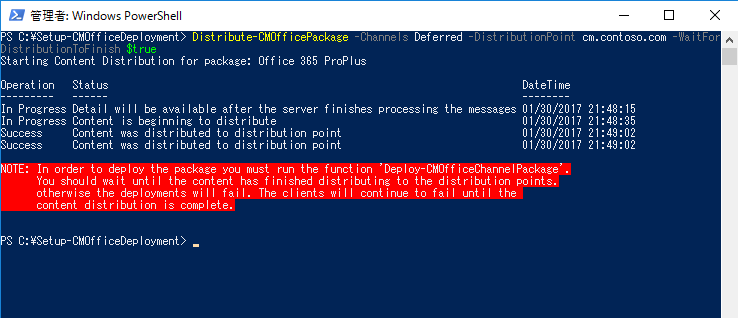 管理者: Windows PowerShell
PS C:¥Setup-CMOfficeDeployment> Distribute-CMOfficePackage -Channels Deferred -DistributionPoint cm.contoso.com -WaitFor
DistributionToFinish $true
Starting Content Distribution for package: Office 365 ProPlus
Operation Status DateTime
--------- ------ --------
In Progress Detail will be available after the server finishes processing the messages 01/30/2017 21:48:15
In Progress Content is beginning to distribute 01/30/2017 21:48:35
Success Content was distributed to distribution point 01/30/2017 21:49:02
Success Content was distributed to distribution point 01/30/2017 21:49:02
NOTE: In order to deploy the package you must run the function 'Deploy-CMOfficeChannelPackage'.
You should wait until the content has finished distributing to the distribution points.
otherwise the deployments will fail. The clients will continue to fail until the
content distribution is complete.
PS C:¥Setup-CMOfficeDeployment>